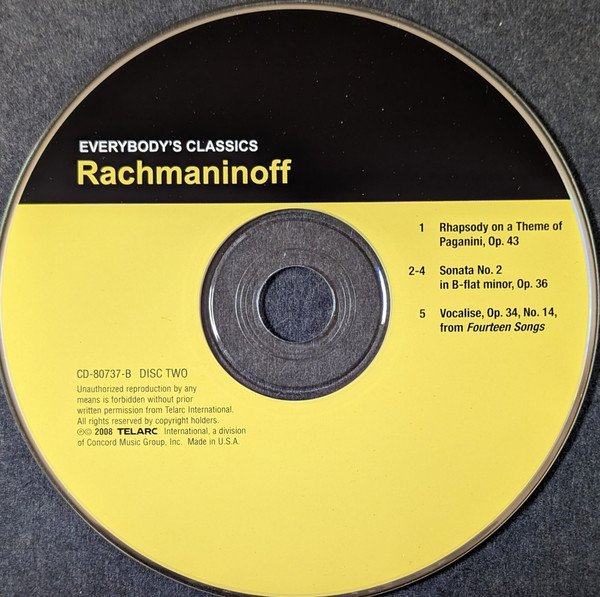 EVERYBODY'S CLASSICS
Rachmaninoff
1 Rhapsody on a Theme of
Paganini, Op. 43
2-4 Sonata No. 2
in B-flat minor, Op. 36
5 Vocalise, Op. 34, No. 14,
from Fourteen Songs
CD-80737-B DISC TWO
Unauthorized reproduction by any
means is forbidden without prior
written permission from Telarc International.
All rights reserved by copyright holders.
℗© 2008 TELARC International, a division
of Concord Music Group, Inc. Made in U.S.A.